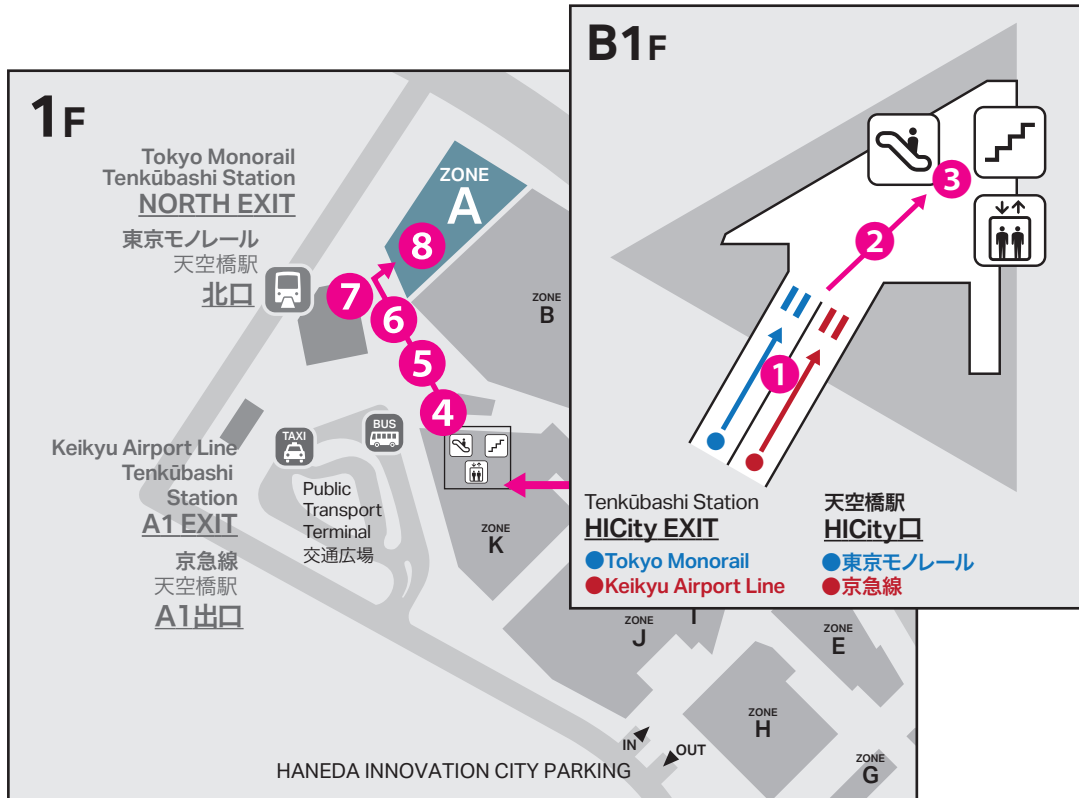 1F
Tokyo Monorail
Tenkūbashi Station
NORTH EXIT
東京モノレール
天空橋駅
北口
ZONE
A
8
7
6
5
4
ZONE
B
Keikyu Airport Line
Tenkūbashi
Station
A1 EXIT
京急線
天空橋駅
A1出口
TAXI
BUS
Public
Transport
Terminal
交通広場
ZONE
K
ZONE
J
I
ZONE
E
ZONE
H
ZONE
G
IN
OUT
HANEDA INNOVATION CITY PARKING
B1F
3
2
1
Tenkūbashi Station
HICity EXIT
Tokyo Monorail
Keikyu Airport Line
天空橋駅
HICity口
東京モノレール
京急線